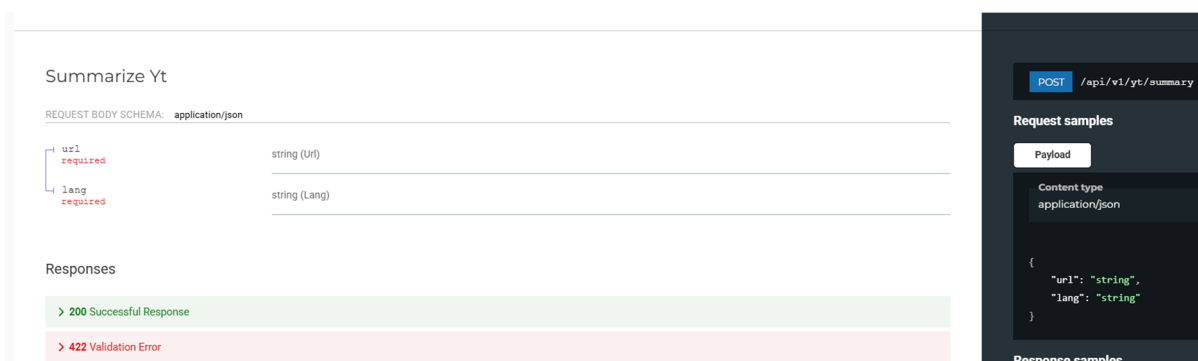 Summarize Yt
REQUEST BODY SCHEMA: application/json
url
required
string (Url)
lang
required
string (Lang)
Responses
200 Successful Response
422 Validation Error
POST /api/v1/yt/summary
Request samples
Payload
Content type
application/json
{
"url": "string",
"lang": "string"
}
Response samples